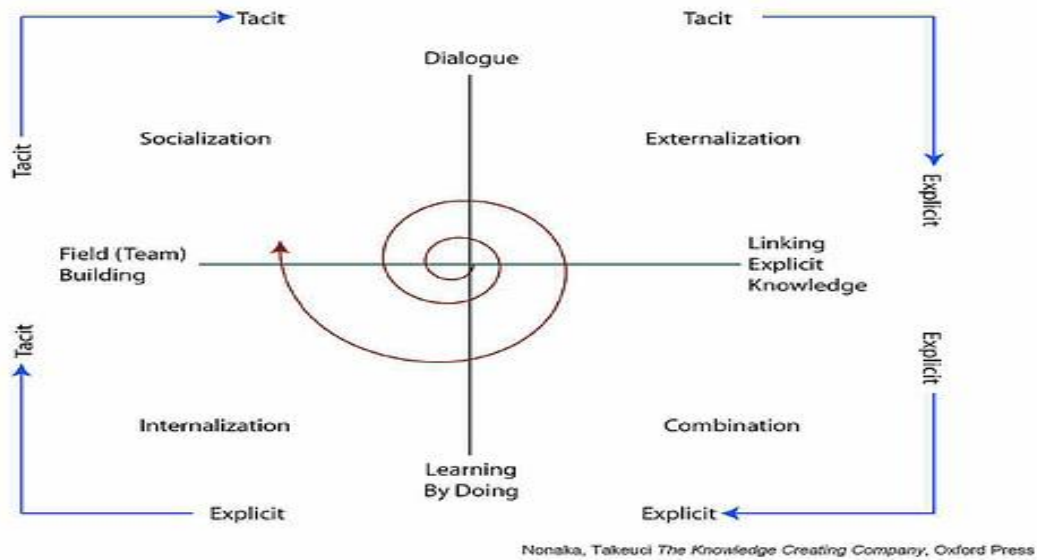 Tacit
Tacit
Dialogue
Socialization
Externalization
Tacit
Explicit
Field (Team)
Building
Linking
Explicit
Knowledge
Tacit
Explicit
Internalization
Combination
Learning
By Doing
Explicit
Explicit
Nonaka, Takeuci The Knowledge Creating Company, Oxford Press